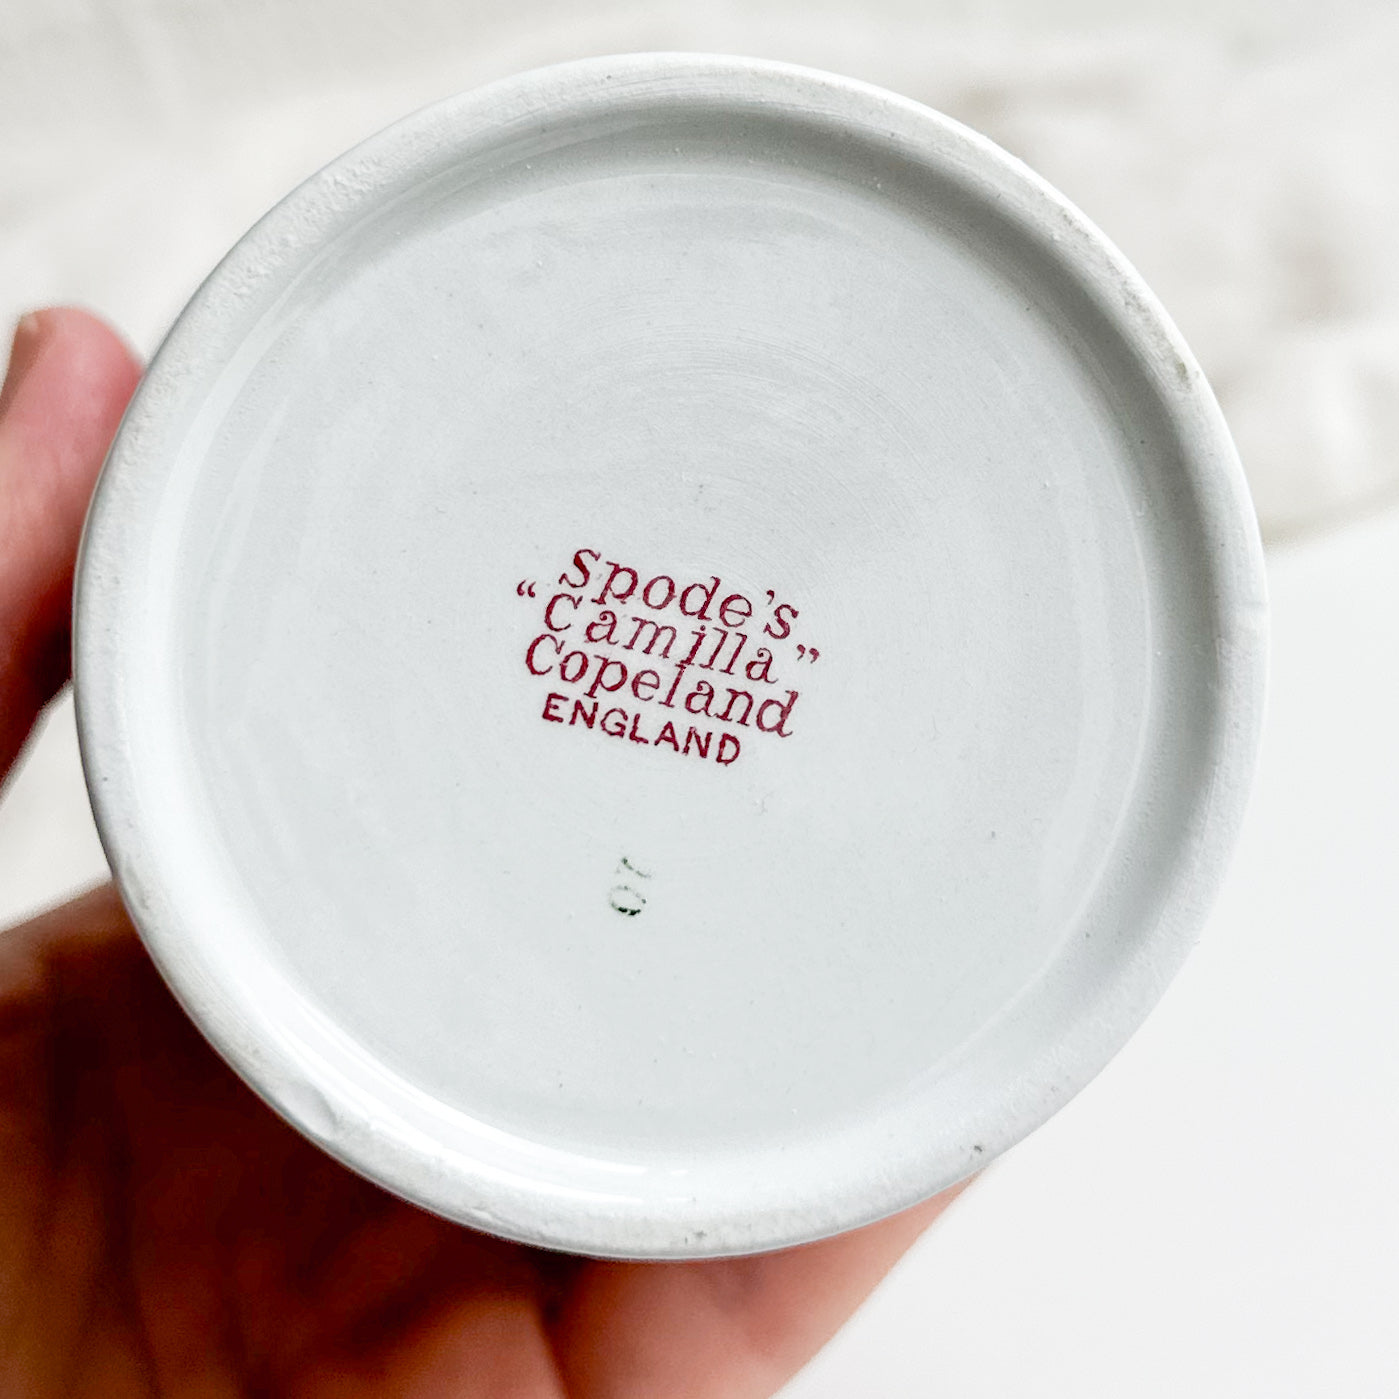 Spode's
“Camilla”
Copeland
ENGLAND